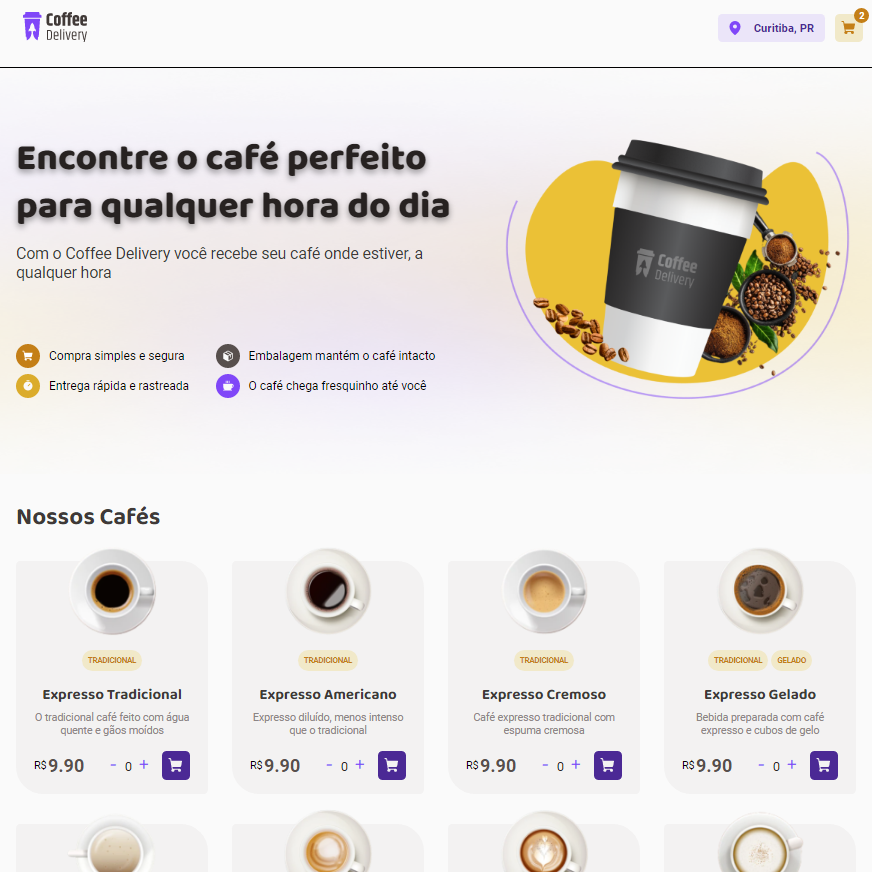 Coffee
Delivery
Curitiba, PR
2
Encontre o café perfeito
para qualquer hora do dia
Com o Coffee Delivery você recebe seu café onde estiver, a
qualquer hora
Compra simples e segura
Embalagem mantém o café intacto
Entrega rápida e rastreada
O café chega fresquinho até você
Coffee
Delivery
Nossos Cafés
TRADICIONAL
TRADICIONAL
TRADICIONAL
TRADICIONAL GELADO
Expresso Tradicional
Expresso Americano
Expresso Cremoso
Expresso Gelado
O tradicional café feito com água
quente e gãos moídos
Expresso diluído, menos intenso
que o tradicional
Café expresso tradicional com
espuma cremosa
Bebida preparada com café
expresso e cubos de gelo
R$ 9.90 - 0 +
R$ 9.90 - 0 +
R$ 9.90 - 0 +
R$ 9.90 - 0 +